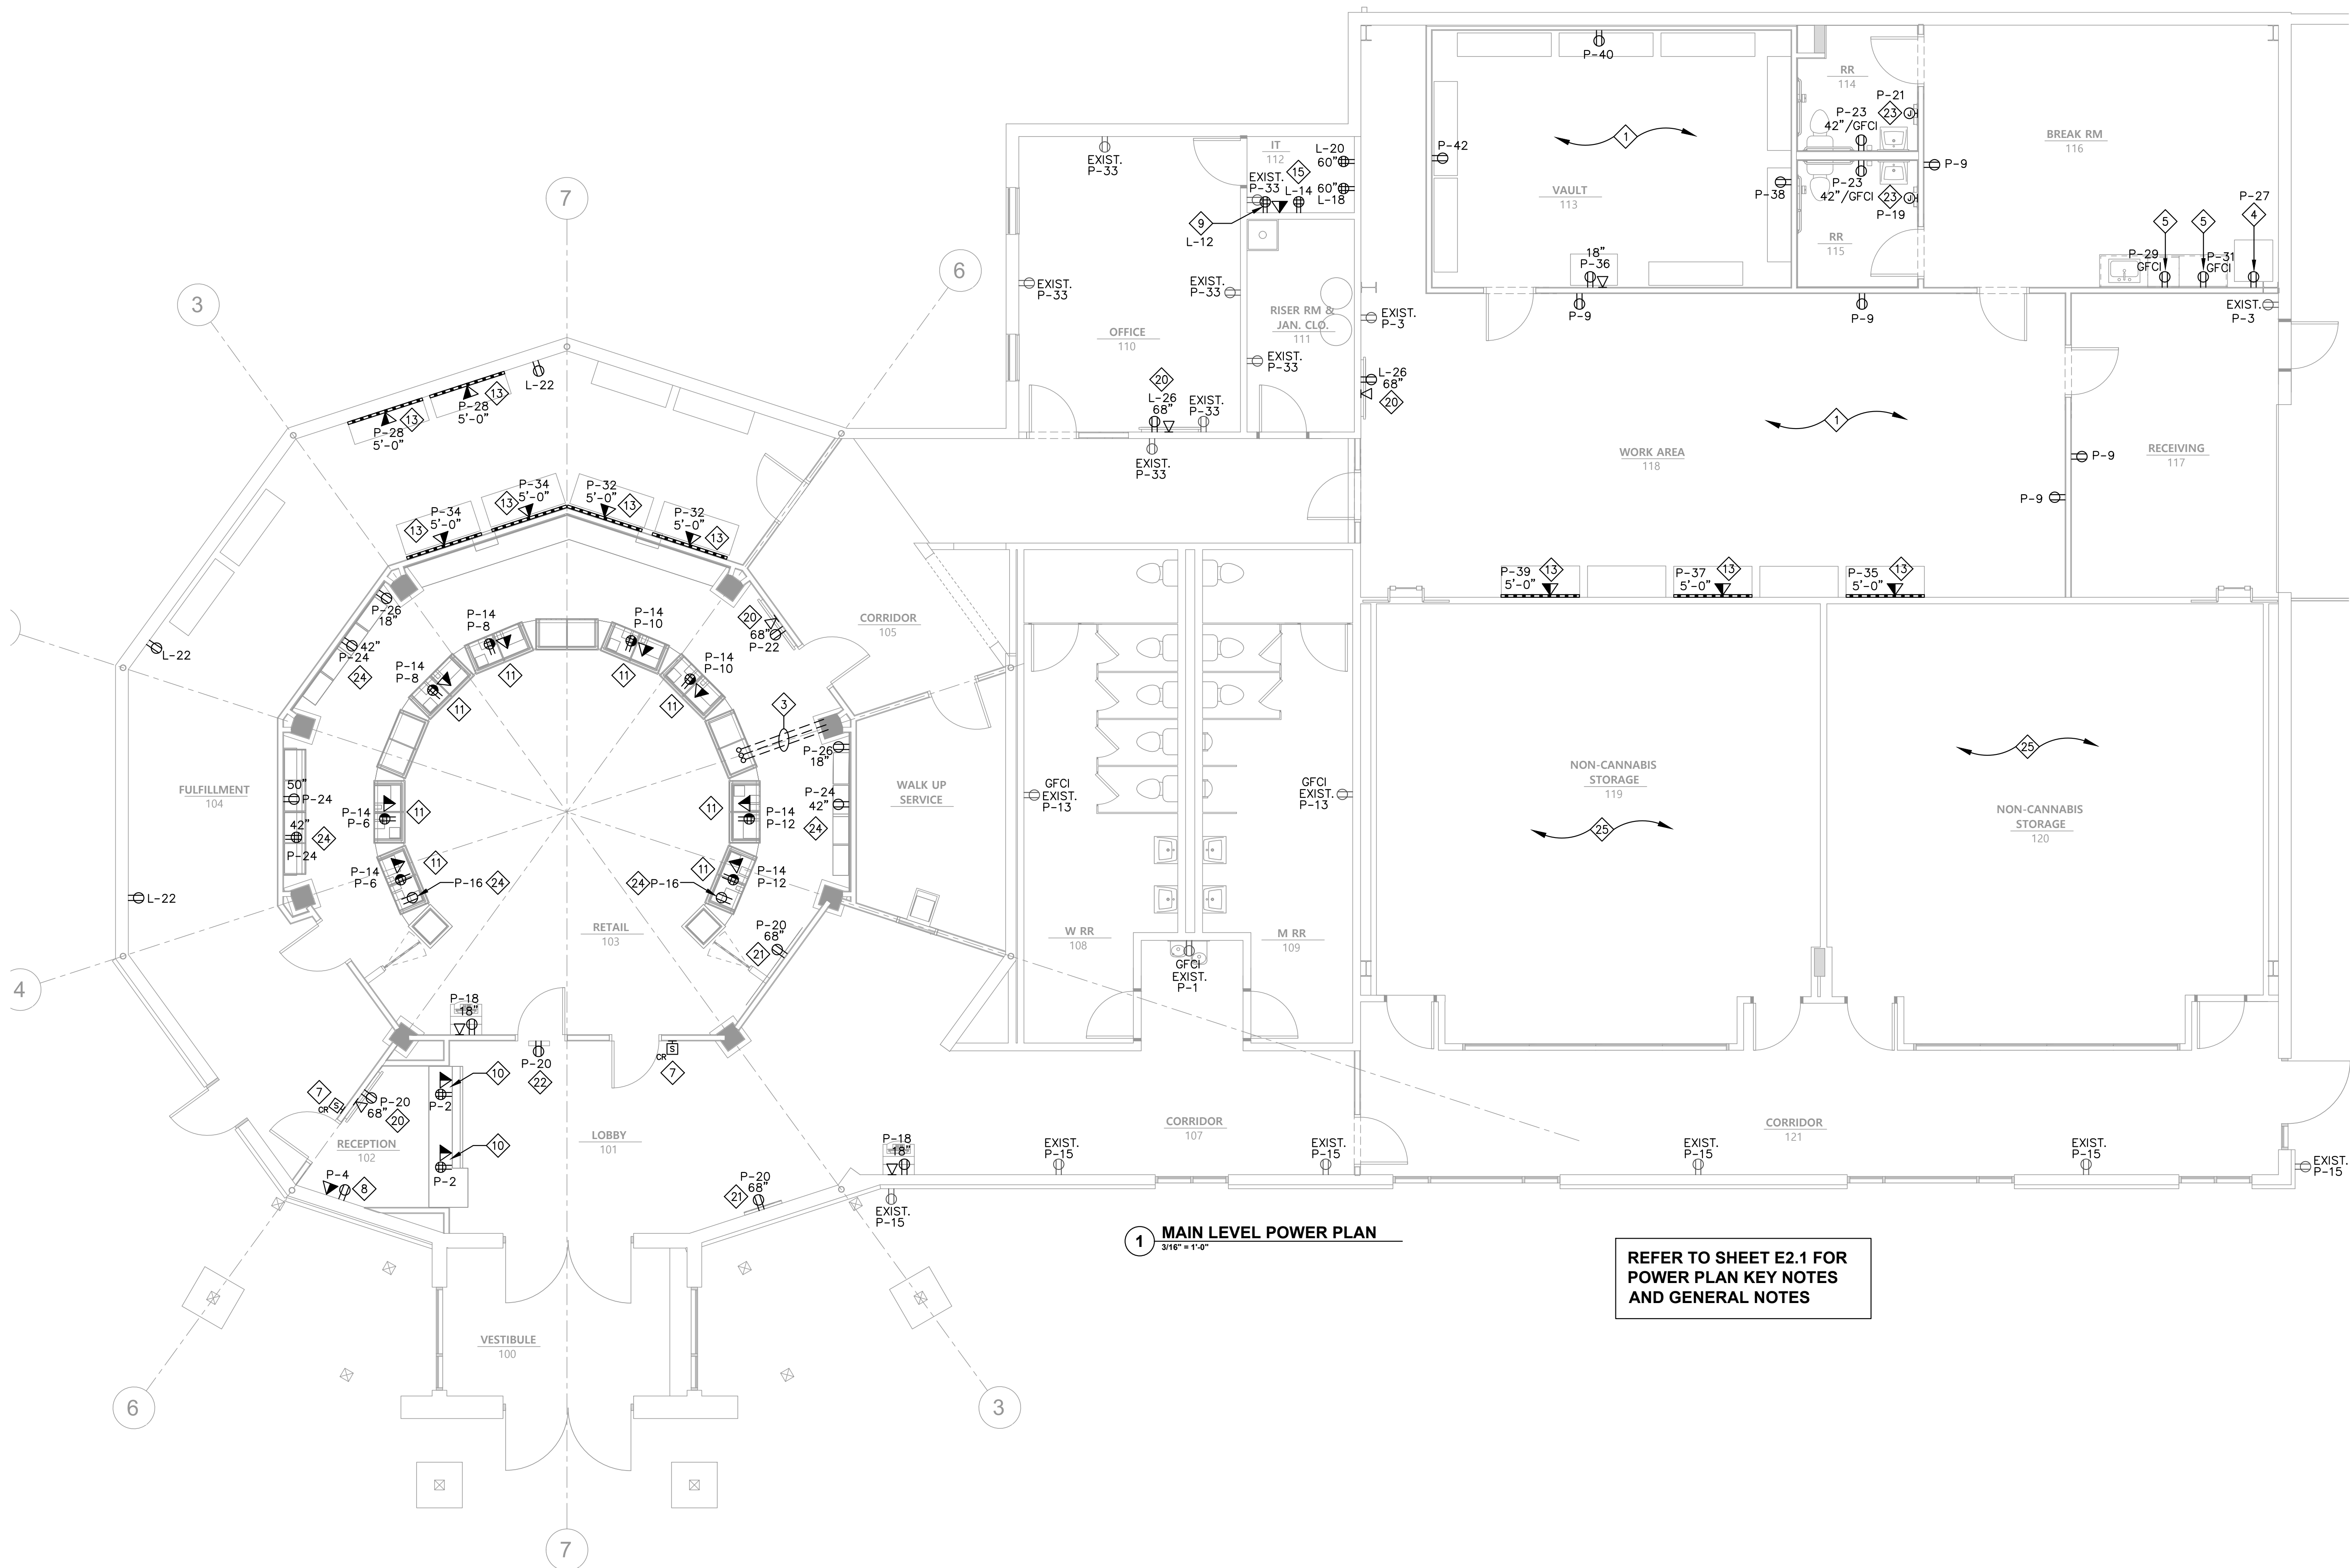 P-40
RR
114
P-21
P-23
23
J
42"/GFCI
BREAK RM
116
1
P-42
IT
112
L-20
60"
15
EXIST.
P-33
EXIST.
P-33
L-14
60"
L-18
9
L-12
VAULT
113
P-38
P-23
42"/GFCI
23
J
P-19
P-9
RR
115
P-27
5
5
4
P-29
GFCI
P-31
GFCI
18"
P-36
7
6
3
EXIST.
P-33
EXIST.
P-33
RISER RM &
JAN. CLO.
111
EXIST.
P-3
P-9
P-9
EXIST.
P-3
OFFICE
110
EXIST.
P-33
L-26
68"
20
20
L-26
68"
EXIST.
P-33
EXIST.
P-33
L-22
13
P-28
5'-0"
13
P-28
5'-0"
1
WORK AREA
118
RECEIVING
117
P-9
P-9
P-34
5'-0"
13
P-32
5'-0"
13
P-34
5'-0"
13
P-32
5'-0"
13
P-39
5'-0"
13
P-37
5'-0"
13
P-35
5'-0"
13
P-26
18"
P-14
P-8
P-14
P-10
20
68"
P-22
CORRIDOR
105
L-22
42"
P-24
24
P-14
P-8
11
11
11
P-14
P-10
11
3
P-26
18"
FULFILLMENT
104
50"
P-24
42"
24
P-24
P-14
P-6
11
11
P-14
P-12
P-24
42"
24
WALK UP
SERVICE
GFCI
EXIST.
P-13
GFCI
EXIST.
P-13
NON-CANNABIS
STORAGE
119
25
25
NON-CANNABIS
STORAGE
120
L-22
P-14
P-6
11
P-16
24
24
P-16
11
P-14
P-12
RETAIL
103
P-20
68"
21
W RR
108
M RR
109
GFCI
EXIST.
P-1
4
P-18
18"
P-20
22
CR
S
7
7
CR
S
P-20
68"
20
10
P-2
10
P-2
RECEPTION
102
LOBBY
101
P-4
8
P-20
68"
21
P-18
18"
EXIST.
P-15
EXIST.
P-15
CORRIDOR
107
EXIST.
P-15
EXIST.
P-15
CORRIDOR
121
EXIST.
P-15
EXIST.
P-15
1
MAIN LEVEL POWER PLAN
3/16" = 1'-0"
REFER TO SHEET E2.1 FOR
POWER PLAN KEY NOTES
AND GENERAL NOTES
VESTIBULE
100
6
3
7